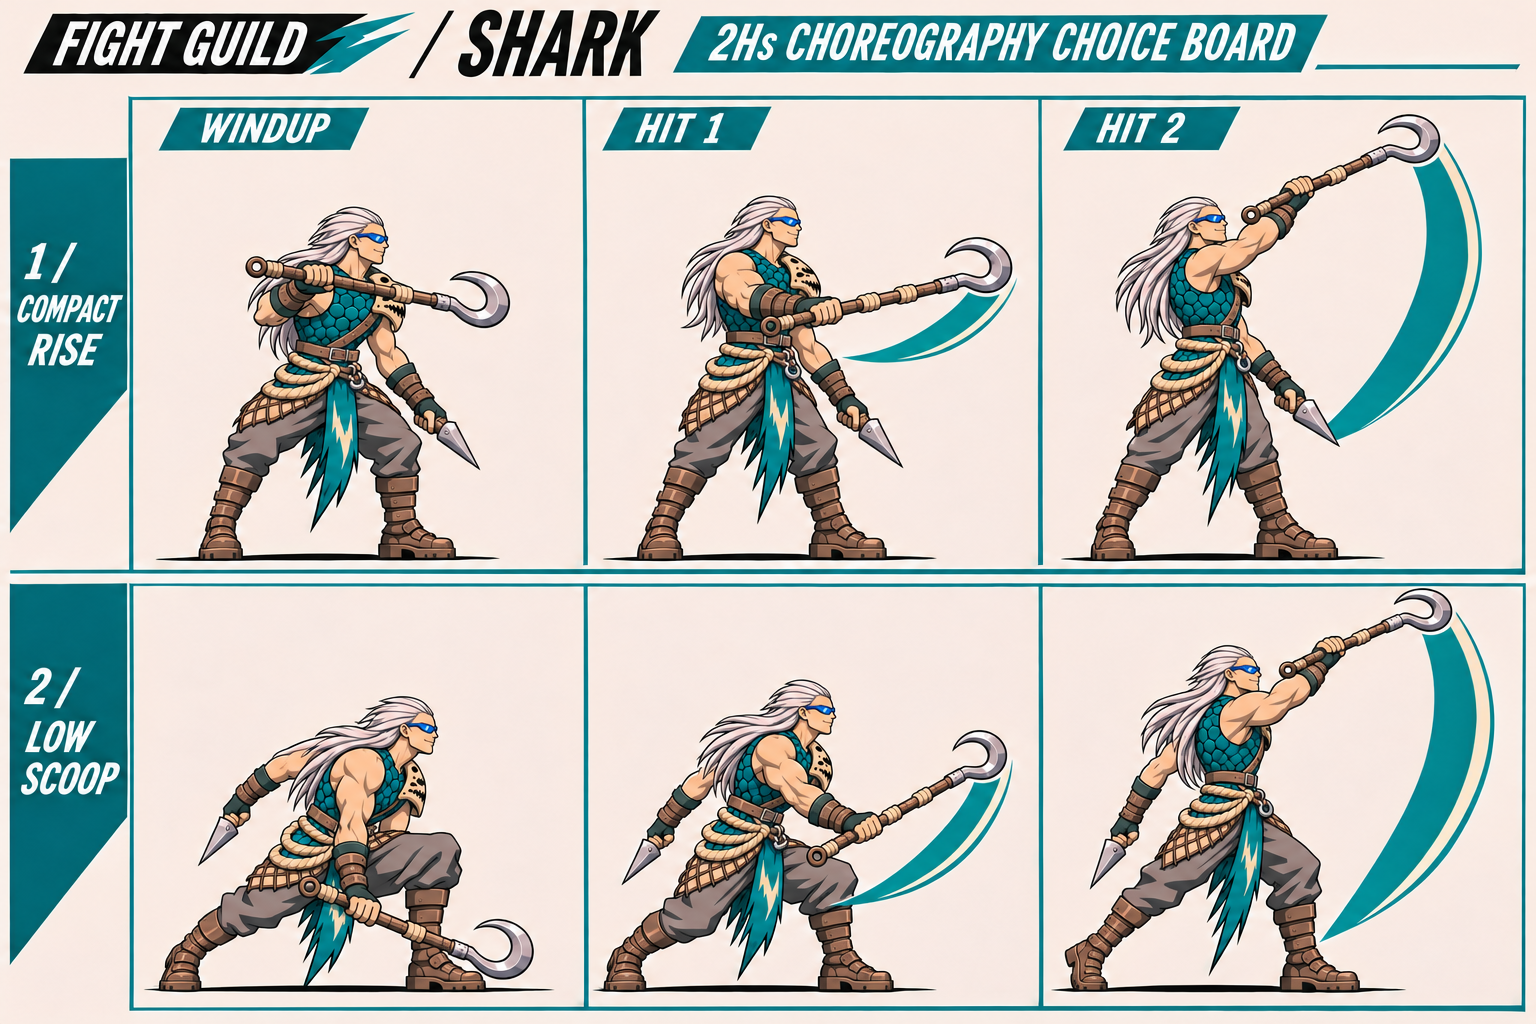 FIGHT GUILD / SHARK 2Hs CHOREOGRAPHY CHOICE BOARD
WINDUP
HIT 1
HIT 2
1 /
COMPACT
RISE
2 /
LOW
SCOOP